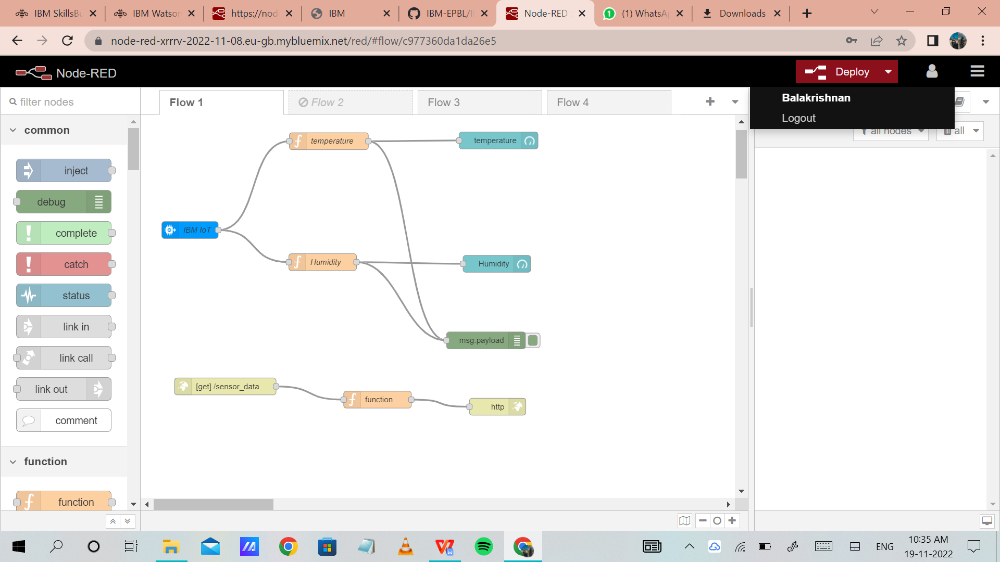 IBM SkillsBu
IBM Watson
https://nod
IBM
IBM-EPBL/I
Node-RED
(1) WhatsAp
Downloads
node-red-xrrrv-2022-11-08.eu-gb.mybluemix.net/red/#flow/c977360da1da26e5
Node-RED
Deploy
filter nodes
Flow 1
Flow 2
Flow 3
Flow 4
Balakrishnan
Logout
all nodes
all
common
inject
debug
complete
catch
status
link in
link call
link out
comment
function
function
temperature
temperature
IBM IoT
Humidity
Humidity
msg.payload
[get] /sensor_data
function
http
ENG
10:35 AM
19-11-2022